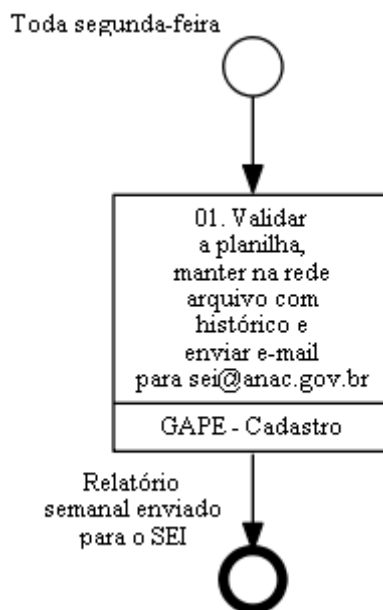 Toda segunda-feira
01. Validar
a planilha,
manter na rede
arquivo com
histórico e
enviar e-mail
para sei@anac.gov.br
GAPE - Cadastro
Relatório
semanal enviado
para o SEI